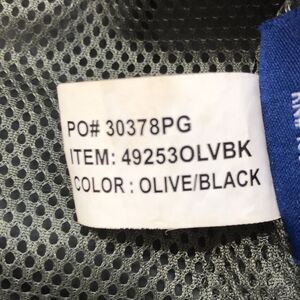 PO# 30378PG
ITEM: 49253OLVBK
COLOR : OLIVE/BLACK